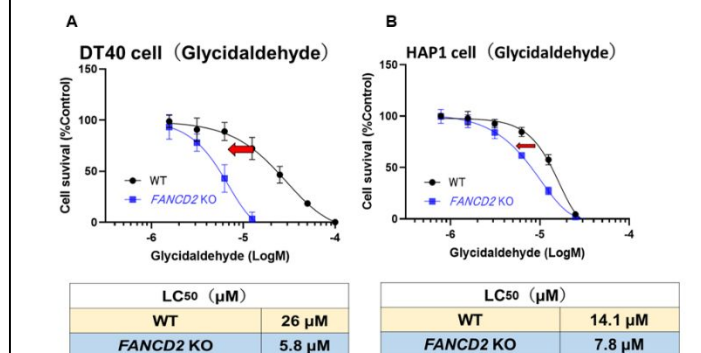 A
DT40 cell（Glycidaldehyde）
150
100
50
0
Cell suvival (%Control)
WT
FANCD2 KO
-6
-5
-4
Glycidaldehyde (LogM)
LC50（μM）
WT 26 μM
FANCD2 KO 5.8 μM
B
HAP1 cell（Glycidaldehyde）
150
100
50
0
Cell suvival (%Control)
WT
FANCD2 KO
-6
-5
-4
Glycidaldehyde (LogM)
LC50（μM）
WT 14.1 μM
FANCD2 KO 7.8 μM